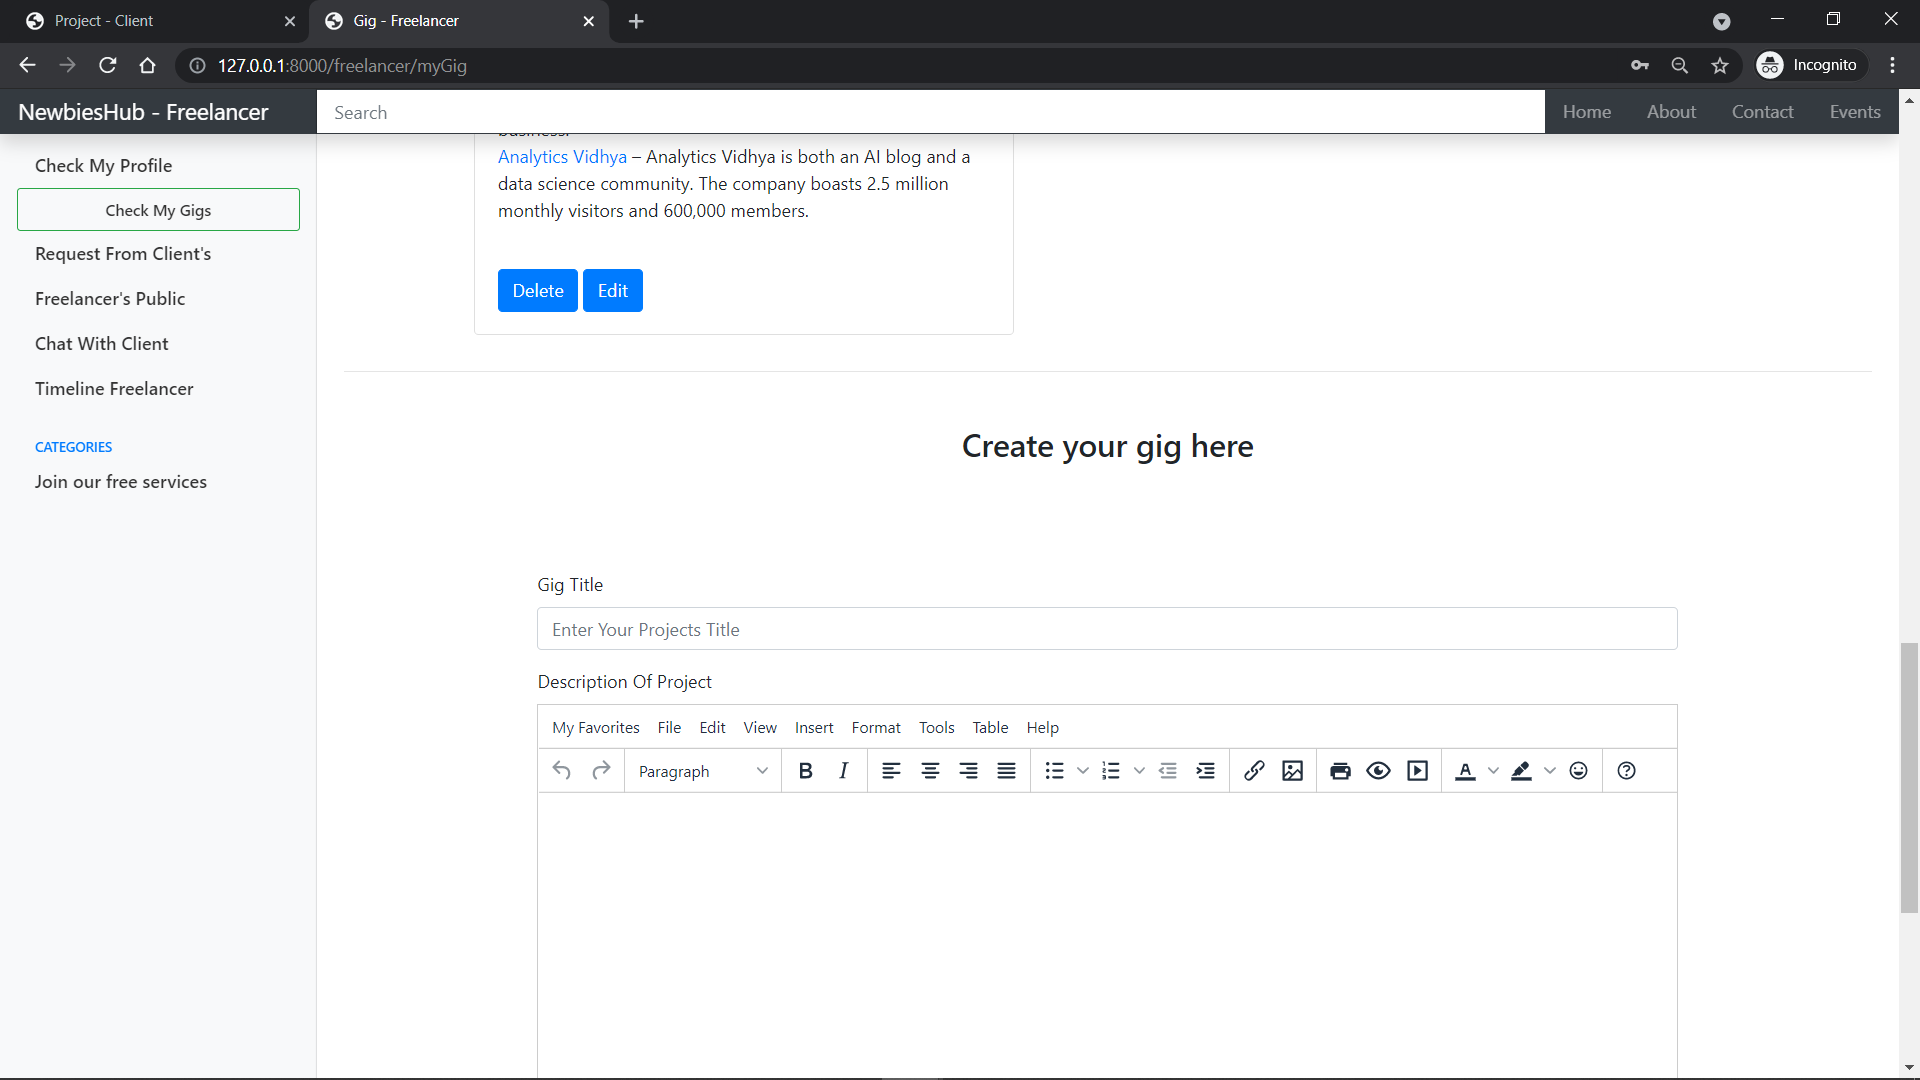 Project - Client
Gig - Freelancer
127.0.0.1:8000/freelancer/myGig
Incognito
NewbiesHub - Freelancer
Search
Home About Contact Events
Check My Profile
Check My Gigs
Request From Client's
Freelancer's Public
Chat With Client
Timeline Freelancer
CATEGORIES
Join our free services
business.
Analytics Vidhya – Analytics Vidhya is both an AI blog and a
data science community. The company boasts 2.5 million
monthly visitors and 600,000 members.
Delete Edit
Create your gig here
Gig Title
Enter Your Projects Title
Description Of Project
My Favorites File Edit View Insert Format Tools Table Help
Paragraph